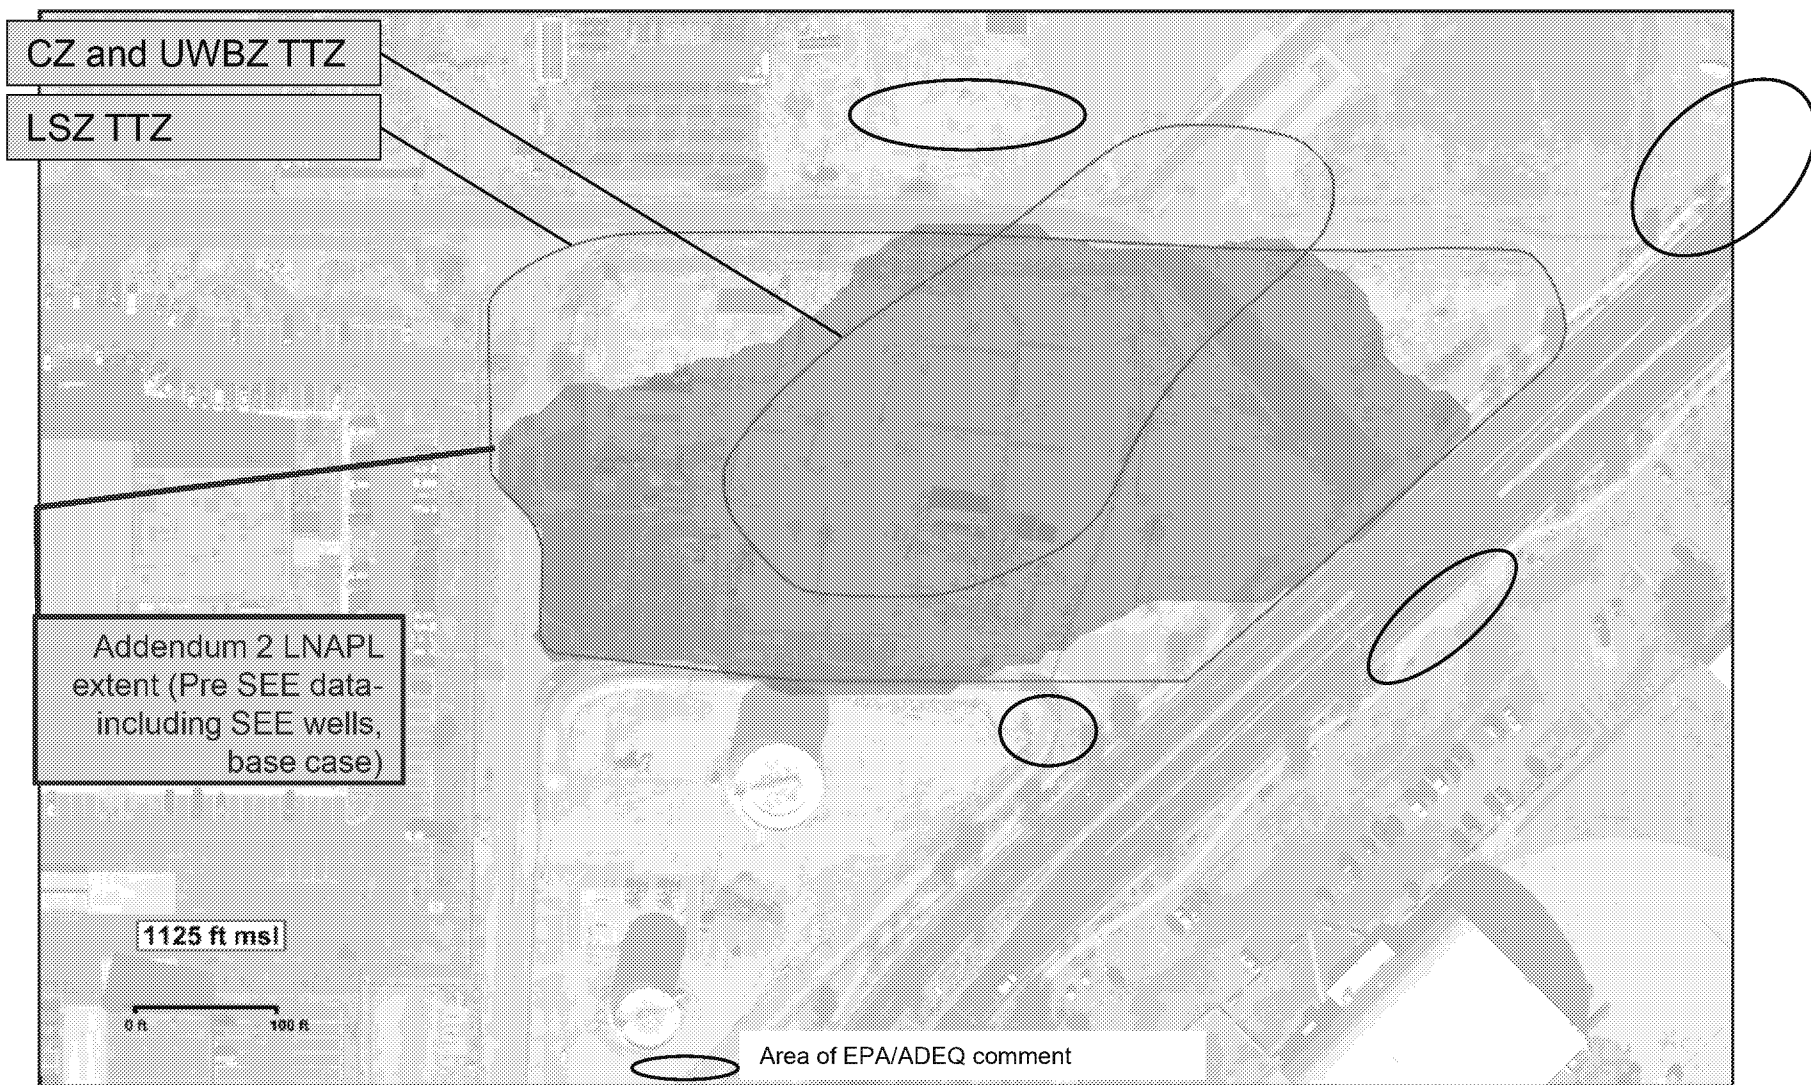 CZ and UWBZ TTZ
LSZ TTZ
Addendum 2 LNAPL
extent (Pre SEE data-
including SEE wells,
base case)
1125 ft msl
0 ft 100 ft
Area of EPA/ADEQ comment